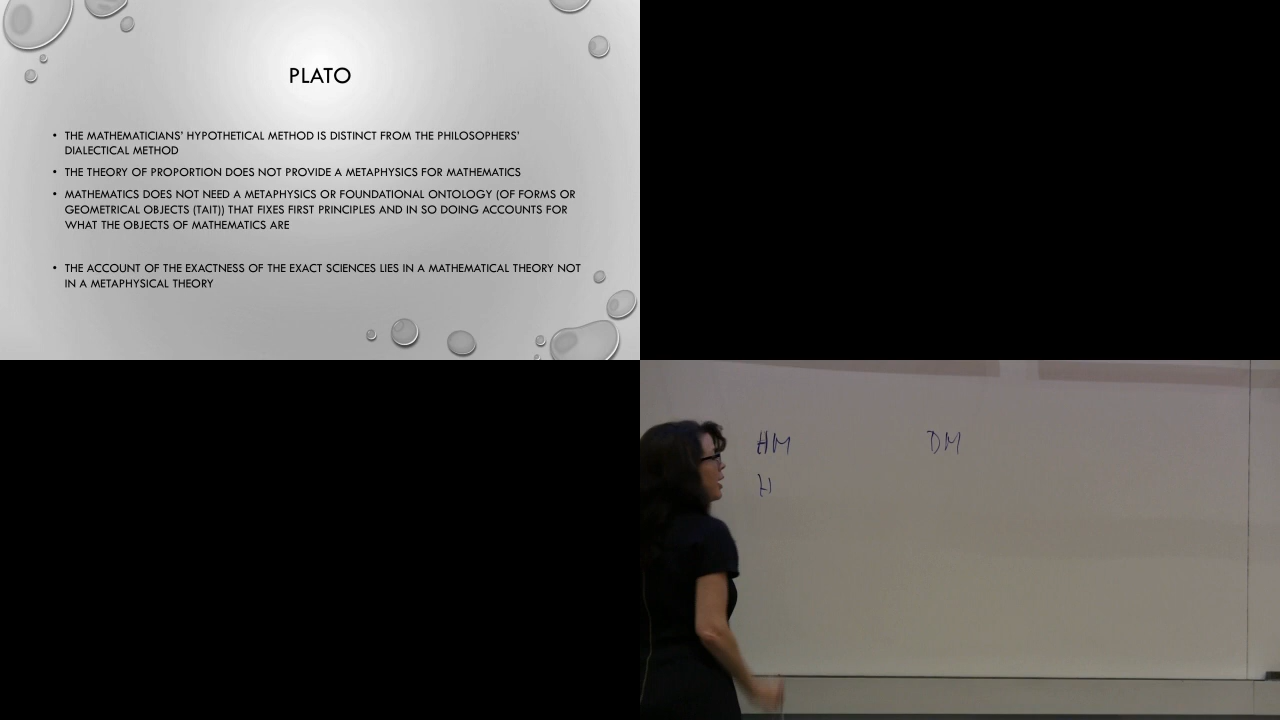 PLATO
• THE MATHEMATICIANS' HYPOTHETICAL METHOD IS DISTINCT FROM THE PHILOSOPHERS'
DIALECTICAL METHOD
• THE THEORY OF PROPORTION DOES NOT PROVIDE A METAPHYSICS FOR MATHEMATICS
• MATHEMATICS DOES NOT NEED A METAPHYSICS OR FOUNDATIONAL ONTOLOGY (OF FORMS OR
GEOMETRICAL OBJECTS (TAIT)) THAT FIXES FIRST PRINCIPLES AND IN SO DOING ACCOUNTS FOR
WHAT THE OBJECTS OF MATHEMATICS ARE
• THE ACCOUNT OF THE EXACTNESS OF THE EXACT SCIENCES LIES IN A MATHEMATICAL THEORY NOT
IN A METAPHYSICAL THEORY
HM DM
H